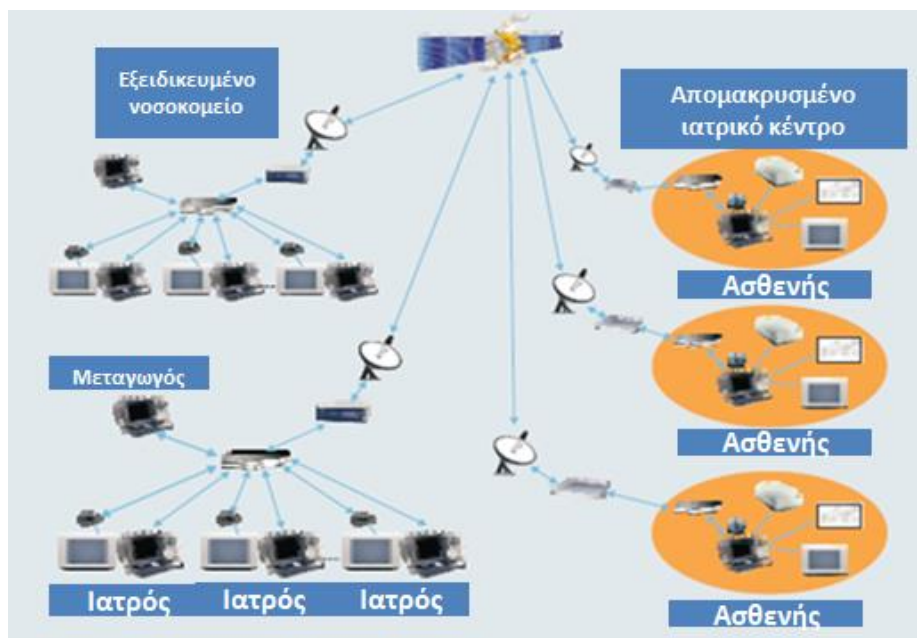 Εξειδικευμένο
νοσοκομείο
Απομακρυσμένο
ιατρικό κέντρο
Ασθενής
Μεταγωγός
Ασθενής
Ιατρός
Ιατρός
Ιατρός
Ασθενής